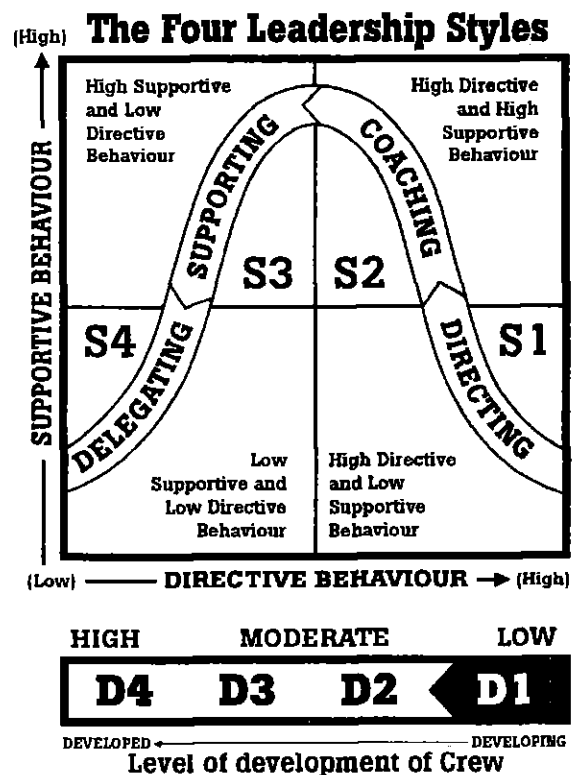 The Four Leadership Styles
(High)
SUPPORTIVE BEHAVIOUR
High Supportive
and Low
Directive
Behaviour
High Directive
and High
Supportive
Behaviour
SUPPORTING
COACHING
S3
S2
S4
S1
DELEGATING
DIRECTING
Low
Supportive and
Low Directive
Behaviour
High Directive
and Low
Supportive
Behaviour
(Low)
DIRECTIVE BEHAVIOUR
(High)
HIGH
MODERATE
LOW
D4
D3
D2
D1
DEVELOPED
DEVELOPING
Level of development of Crew